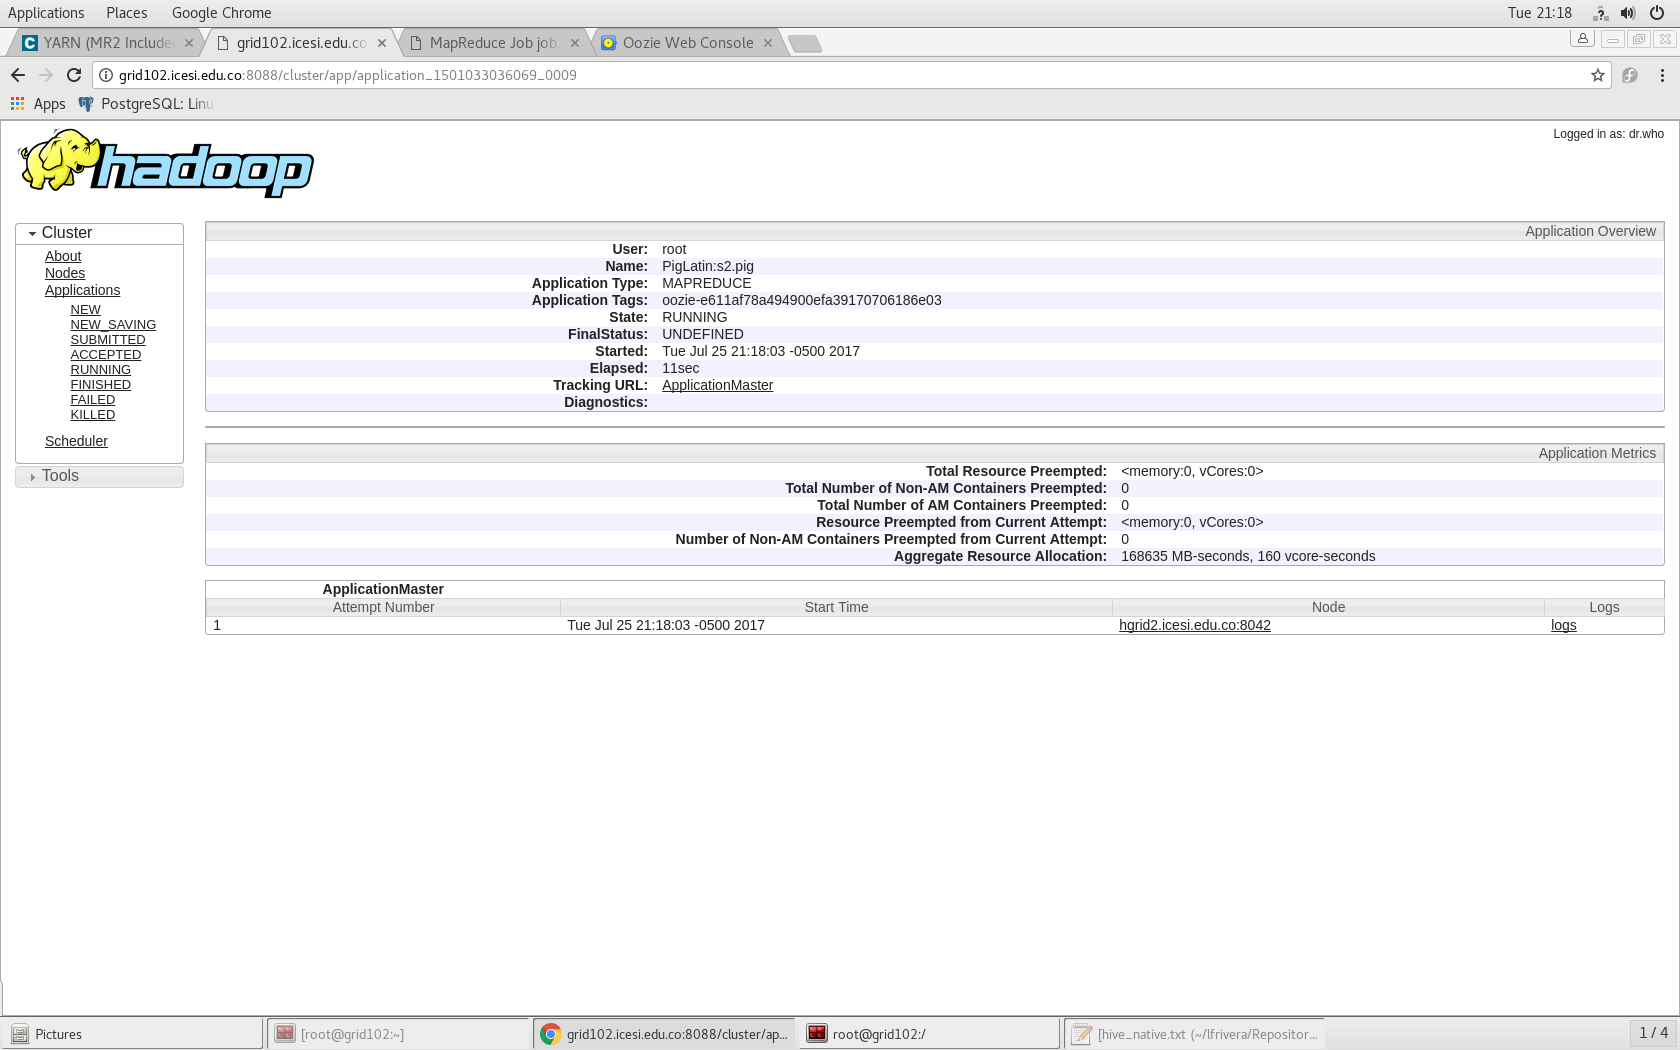 Applications Places Google Chrome Tue 21:18
YARN (MR2 Include grid102.icesi.edu.co MapReduce Job job. Oozie Web Console
grid102.icesi.edu.co:8088/cluster/app/application_1501033036069_0009
Apps PostgreSQL: Linu
hadoop
Logged in as: dr.who
Cluster
About
Nodes
Applications
NEW
NEW_SAVING
SUBMITTED
ACCEPTED
RUNNING
FINISHED
FAILED
KILLED
Scheduler
Tools
Application Overview
User: root
Name: PigLatin:s2.pig
Application Type: MAPREDUCE
Application Tags: oozie-e611af78a494900efa39170706186e03
State: RUNNING
FinalStatus: UNDEFINED
Started: Tue Jul 25 21:18:03 -0500 2017
Elapsed: 11sec
Tracking URL: ApplicationMaster
Diagnostics:
Application Metrics
Total Resource Preempted: <memory:0, vCores:0>
Total Number of Non-AM Containers Preempted: 0
Total Number of AM Containers Preempted: 0
Resource Preempted from Current Attempt: <memory:0, vCores:0>
Number of Non-AM Containers Preempted from Current Attempt: 0
Aggregate Resource Allocation: 168635 MB-seconds, 160 vcore-seconds
ApplicationMaster
Attempt Number Start Time Node Logs
1 Tue Jul 25 21:18:03 -0500 2017 hgrid2.icesi.edu.co:8042 logs
Pictures [root@grid102:~] grid102.icesi.edu.co:8088/cluster/ap... root@grid102:/ [hive_native.txt (~/lfrivera/Repositor... 1 / 4